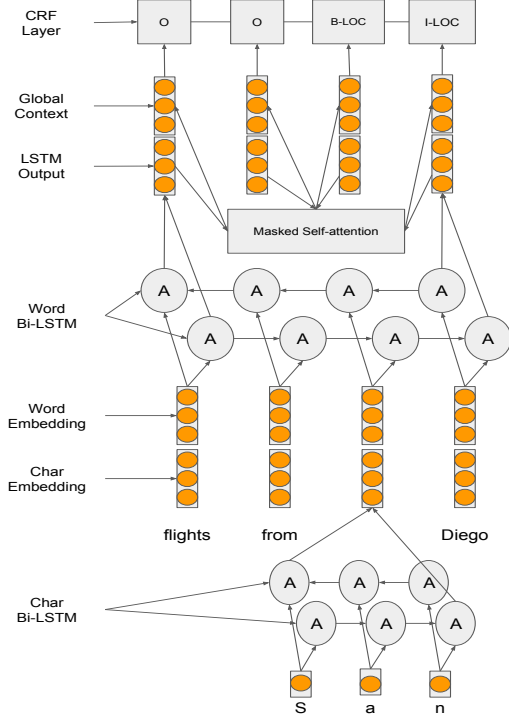 CRF
Layer
O O B-LOC I-LOC
Global
Context
LSTM
Output
Masked Self-attention
A A A A
Word
Bi-LSTM
A A A A
Word
Embedding
Char
Embedding
flights from Diego
A A A
Char
Bi-LSTM
A A A
S a n